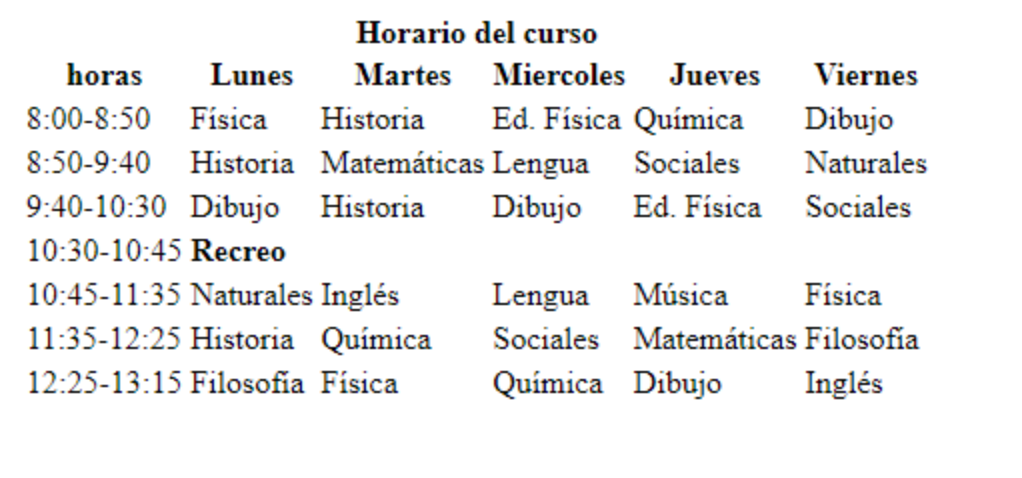 Horario del curso
horas Lunes Martes Miercoles Jueves Viernes
8:00-8:50 Física Historia Ed. Física Química Dibujo
8:50-9:40 Historia Matemáticas Lengua Sociales Naturales
9:40-10:30 Dibujo Historia Dibujo Ed. Física Sociales
10:30-10:45 Recreo
10:45-11:35 Naturales Inglés Lengua Música Física
11:35-12:25 Historia Química Sociales Matemáticas Filosofía
12:25-13:15 Filosofía Física Química Dibujo Inglés